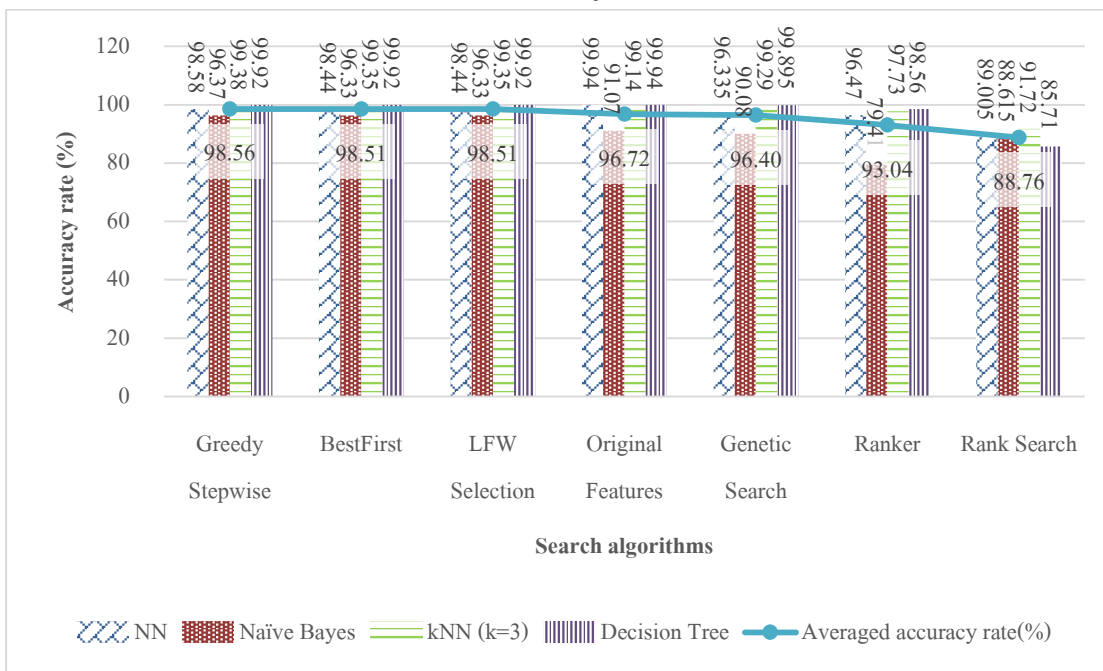 120
100
80
60
40
20
0
Accuracy rate (%)
98.58 96.37 99.38 99.92
98.44 96.33 99.35 99.92
98.44 96.33 99.35 99.92
99.94 91.07 99.14 99.94
96.335 90.08 99.29 99.895
96.47 79.41 97.73 98.56
89.005 88.615 91.72 85.71
98.56 98.51 98.51 96.72 96.40 93.04 88.76
Greedy Stepwise
BestFirst
LFW Selection
Original Features
Genetic Search
Ranker
Rank Search
Search algorithms
NN Naïve Bayes kNN (k=3) Decision Tree Averaged accuracy rate(%)